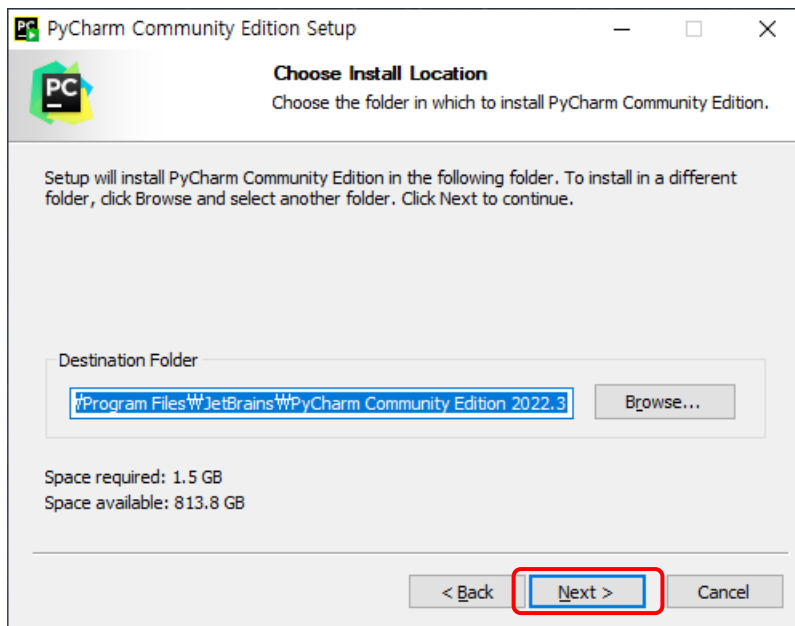 PyCharm Community Edition Setup
PC
Choose Install Location
Choose the folder in which to install PyCharm Community Edition.
Setup will install PyCharm Community Edition in the following folder. To install in a different
folder, click Browse and select another folder. Click Next to continue.
Destination Folder
₩Program Files₩JetBrains₩PyCharm Community Edition 2022.3
Browse...
Space required: 1.5 GB
Space available: 813.8 GB
< Back
Next >
Cancel